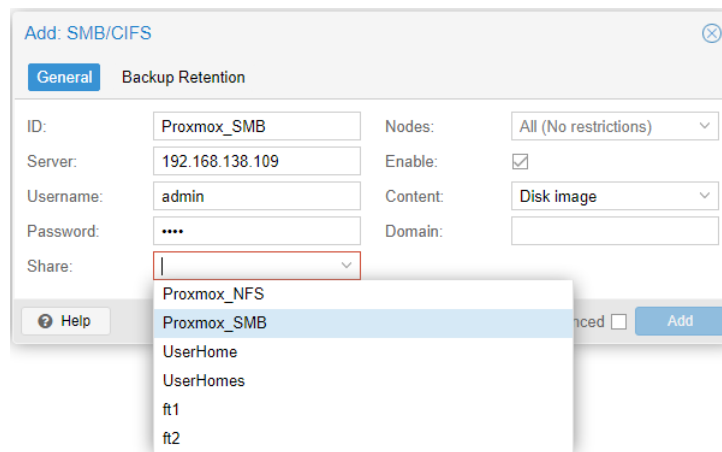 Add: SMB/CIFS
General Backup Retention
ID: Proxmox_SMB Nodes: All (No restrictions)
Server: 192.168.138.109 Enable:
Username: admin Content: Disk image
Password: •••• Domain:
Share:
Proxmox_NFS
Help Proxmox_SMB nced Add
UserHome
UserHomes
ft1
ft2